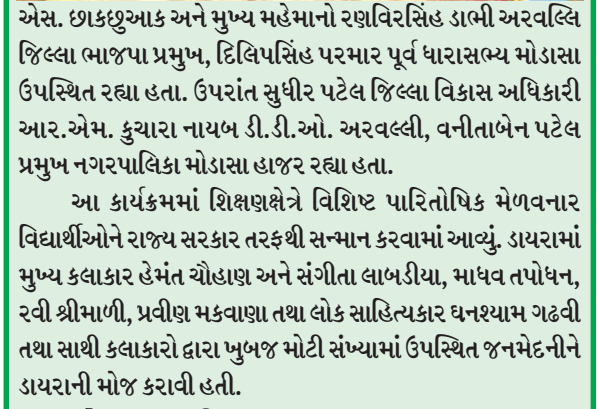 એસ. છાકછુઆક અને મુખ્ય મહેમાનો રણવિરસિંહ ડાભી અરવલ્લિ
જિલ્લા ભાજપા પ્રમુખ, દિલિપસિંહ પરમાર પૂર્વ ધારાસભ્ય મોડાસા
ઉપસ્થિત રહ્યા હતા. ઉપરાંત સુધીર પટેલ જિલ્લા વિકાસ અધિકારી
આર.એમ. કુચારા નાયબ ડી.ડી.ઓ. અરવલ્લી, વનીતાબેન પટેલ
પ્રમુખ નગરપાલિકા મોડાસા હાજર રહ્યા હતા.
આ કાર્યક્રમમાં શિક્ષણક્ષેત્રે વિશિષ્ટ પારિતોષિક મેળવનાર
વિદ્યાર્થીઓને રાજ્ય સરકાર તરફથી સન્માન કરવામાં આવ્યું. ડાયરામાં
મુખ્ય કલાકાર હેમંત ચૌહાણ અને સંગીતા લાબડીયા, માધવ તપોધન,
રવી શ્રીમાળી, પ્રવીણ મકવાણા તથા લોક સાહિત્યકાર ઘનશ્યામ ગઢવી
તથા સાથી કલાકારો દ્વારા ખુબજ મોટી સંખ્યામાં ઉપસ્થિત જનમેદનીને
ડાયરાની મોજ કરાવી હતી.